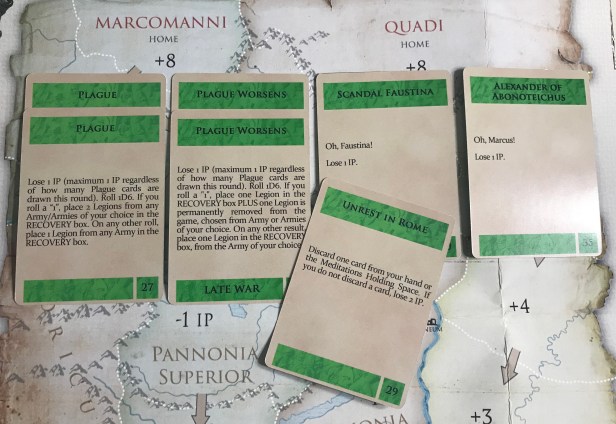 MARCOMANNI
HOME
+8
QUADI
HOME
+8
PLAGUE
PLAGUE
Lose 1 IP (maximum 1 IP regardless
of how many Plague cards are
drawn this round). Roll 1D6. If you
roll a "1", place 2 Legions from any
Army/Armies of your choice in the
RECOVERY box. On any other roll,
place 1 Legion from any Army in the
RECOVERY box.
27
PLAGUE WORSENS
PLAGUE WORSENS
Lose 1 IP (maximum 1 IP regardless
of how many Plague cards are
drawn this round). Roll 1D6. If you
roll a "1", place one Legion in the
RECOVERY box PLUS one Legion is
permanently removed from the
game, chosen from Army or Armies
of your choice. On any other result,
place one Legion in the RECOVERY
box, from the Army of your choice
LATE WAR
SCANDAL FAUSTINA
Oh, Faustina!
Lose 1 IP.
ALEXANDER OF
ABONOTEICHUS
Oh, Marcus!
Lose 1 IP.
35
UNREST IN ROME
Discard one card from your hand or
the Meditations Holding Space. If
you do not discard a card, lose 2 IP.
29
-1 IP
PANNONIA
SUPERIOR
+4
+3